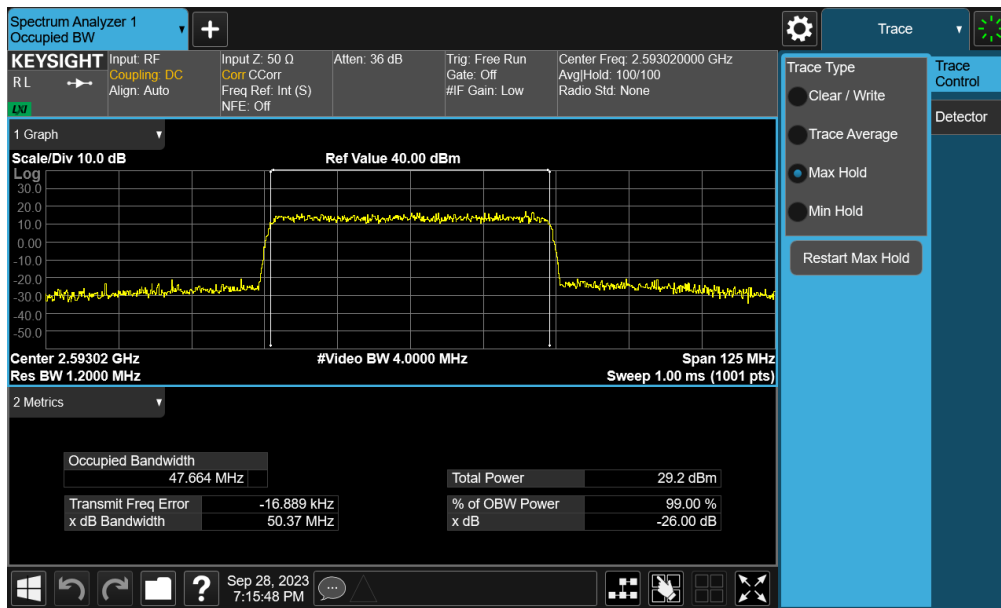 Spectrum Analyzer 1
Occupied BW
+
Trace
KEYSIGHT
R L
LXI
Input: RF
Coupling: DC
Align: Auto
Input Z: 50 Ω
Corr CCorr
Freq Ref: Int (S)
NFE: Off
Atten: 36 dB
Trig: Free Run
Gate: Off
#IF Gain: Low
Center Freq: 2.593020000 GHz
Avg|Hold: 100/100
Radio Std: None
Trace Type
Clear / Write
Trace Average
Max Hold
Min Hold
Restart Max Hold
Trace
Control
Detector
1 Graph
Scale/Div 10.0 dB
Ref Value 40.00 dBm
Log
30.0
20.0
10.0
0.00
-10.0
-20.0
-30.0
-40.0
-50.0
Center 2.59302 GHz
#Video BW 4.0000 MHz
Span 125 MHz
Res BW 1.2000 MHz
Sweep 1.00 ms (1001 pts)
2 Metrics
Occupied Bandwidth
47.664 MHz
Total Power 29.2 dBm
Transmit Freq Error -16.889 kHz
% of OBW Power 99.00 %
x dB Bandwidth 50.37 MHz
x dB -26.00 dB
?
Sep 28, 2023
7:15:48 PM